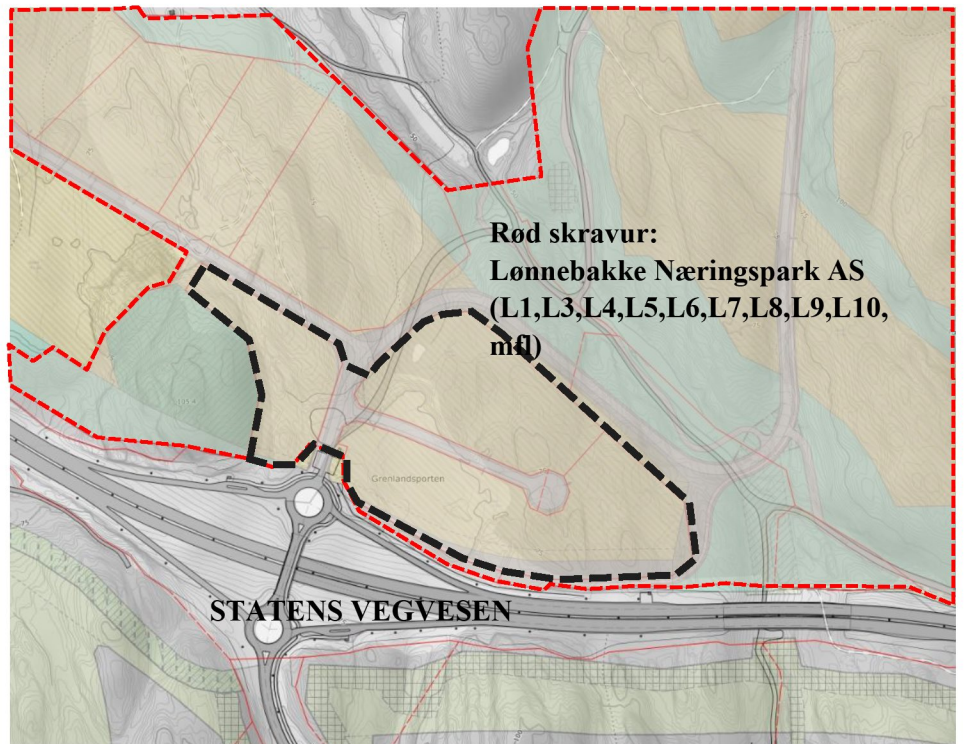 Rød skravur:
Lønnebakke Næringspark AS
(L1,L3,L4,L5,L6,L7,L8,L9,L10,
mfl)
Grenlandsporten
STATENS VEGVESEN